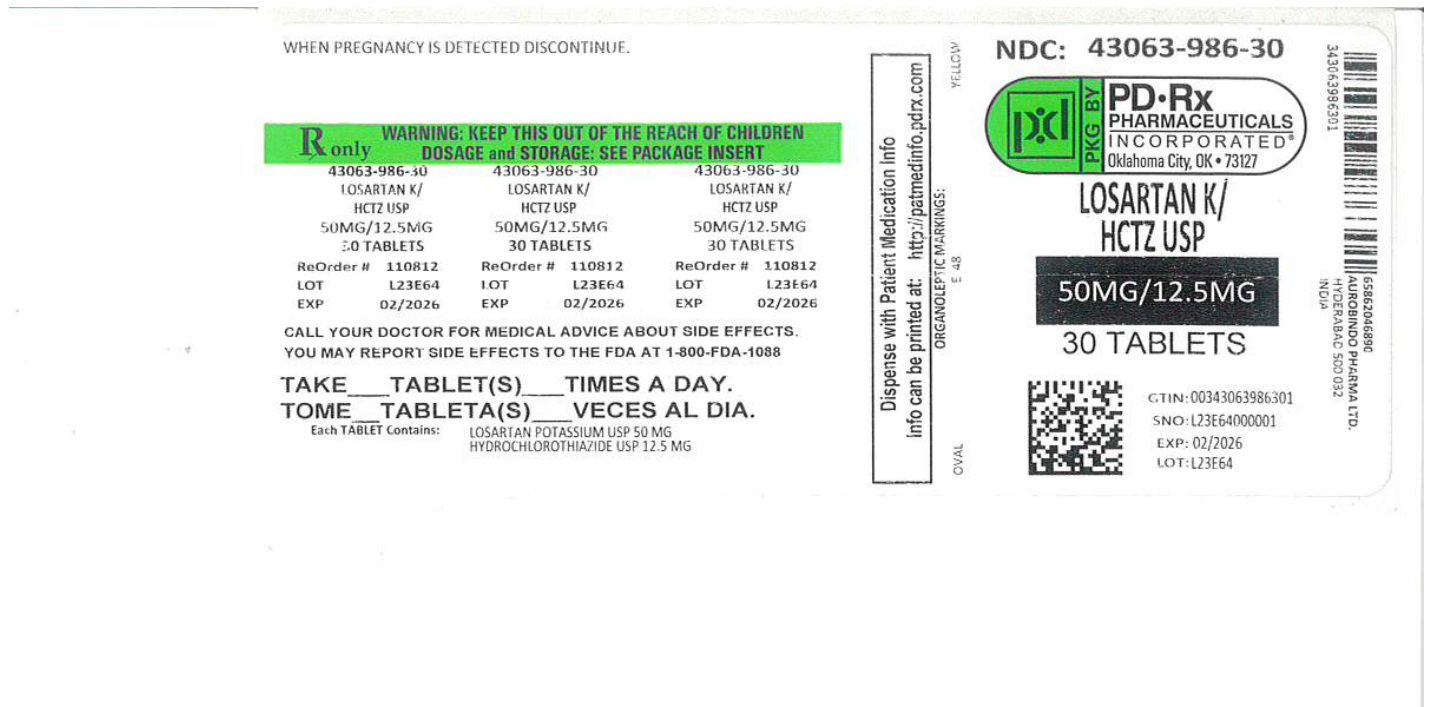 WHEN PREGNANCY IS DETECTED DISCONTINUE.
Rx only
WARNING: KEEP THIS OUT OF THE REACH OF CHILDREN
DOSAGE and STORAGE: SEE PACKAGE INSERT
43063-986-30 43063-986-30 43063-986-30
LOSARTAN K/ LOSARTAN K/ LOSARTAN K/
HCTZ USP HCTZ USP HCTZ USP
50MG/12.5MG 50MG/12.5MG 50MG/12.5MG
30 TABLETS 30 TABLETS 30 TABLETS
ReOrder # 110812 ReOrder # 110812 ReOrder # 110812
LOT L23E64 LOT L23E64 LOT L23E64
EXP 02/2026 EXP 02/2026 EXP 02/2026
CALL YOUR DOCTOR FOR MEDICAL ADVICE ABOUT SIDE EFFECTS.
YOU MAY REPORT SIDE EFFECTS TO THE FDA AT 1-800-FDA-1088
TAKE___TABLET(S)___TIMES A DAY.
TOME__TABLETA(S)___VECES AL DIA.
Each TABLET Contains: LOSARTAN POTASSIUM USP 50 MG
HYDROCHLOROTHIAZIDE USP 12.5 MG
Dispense with Patient Medication Info
info can be printed at: http://patmedinfo.pdrx.com
ORGANOLEPTIC MARKINGS:
E 48
OVAL YELLOW
NDC: 43063-986-30
PKG BY
PD·Rx
PHARMACEUTICALS
INCORPORATED®
Oklahoma City, OK • 73127
LOSARTAN K/
HCTZ USP
50MG/12.5MG
30 TABLETS
GTIN:00343063986301
SNO:L23E64000001
EXP: 02/2026
LOT:L23E64
343063986301
65862046890
AUROBINDO PHARMA LTD.
HYDERABAD 500 032
INDIA